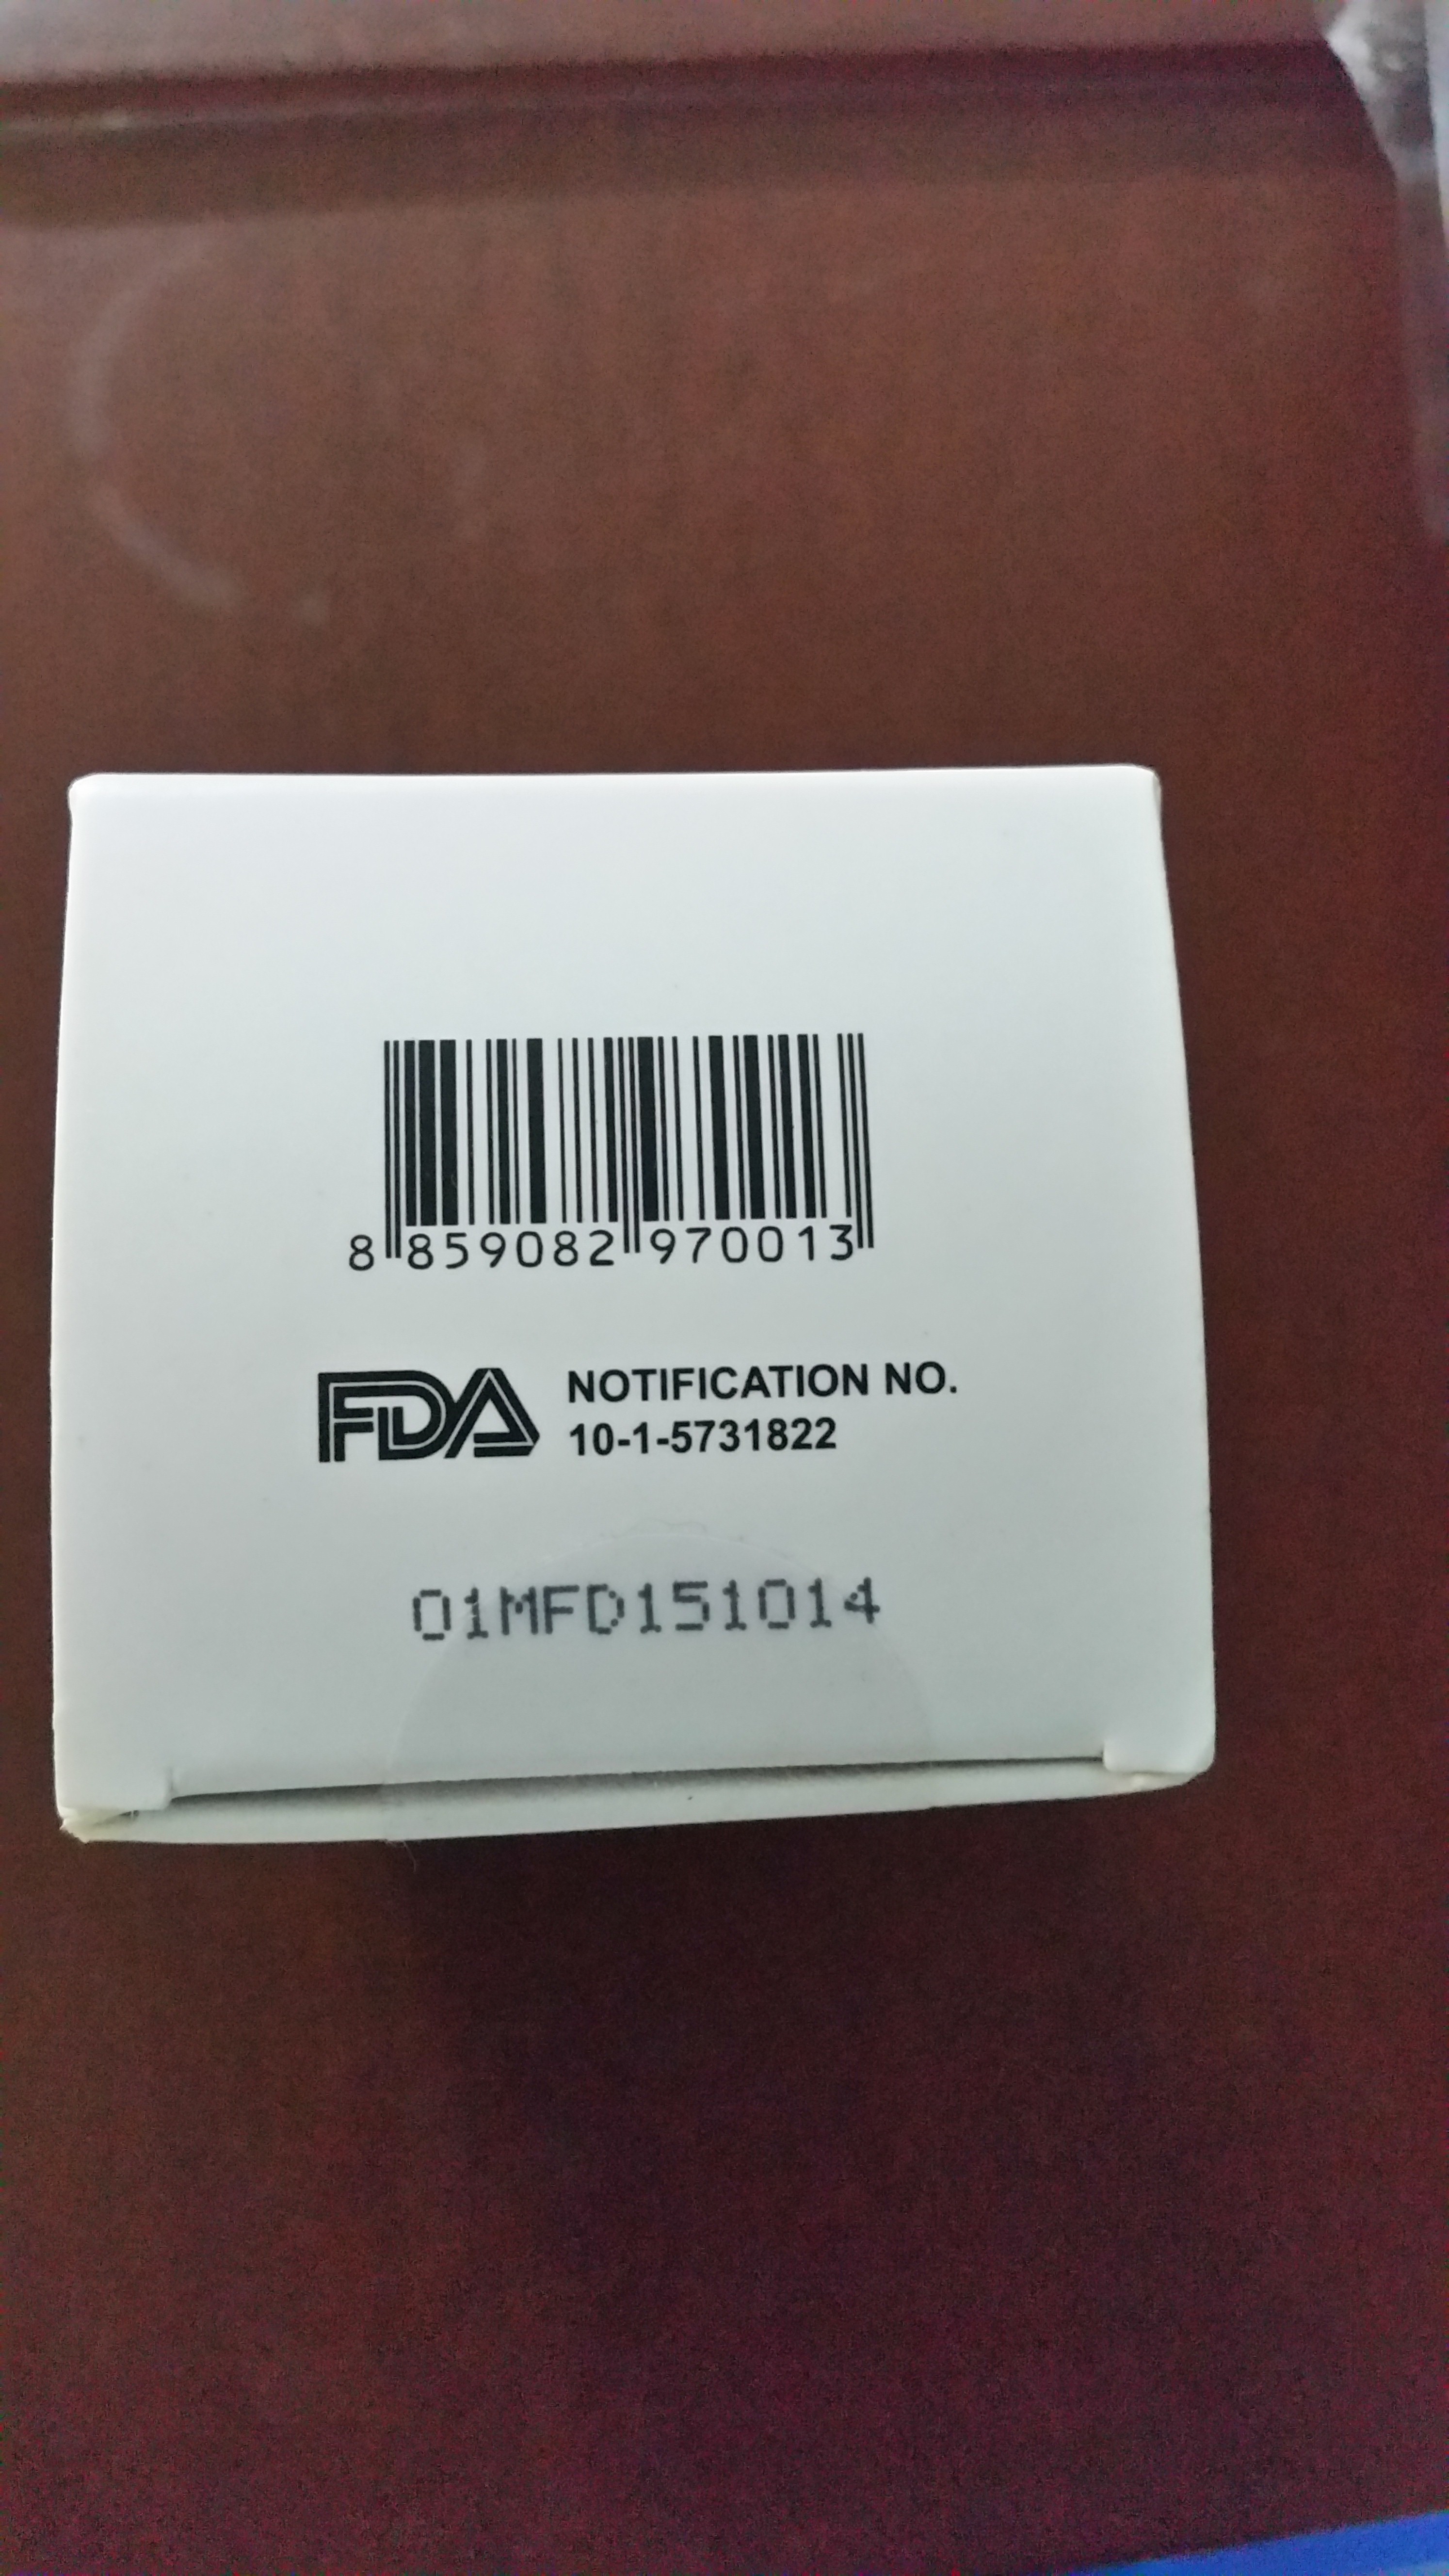 8 859082 970013
FDA NOTIFICATION NO.
10-1-5731822
01MFD151014